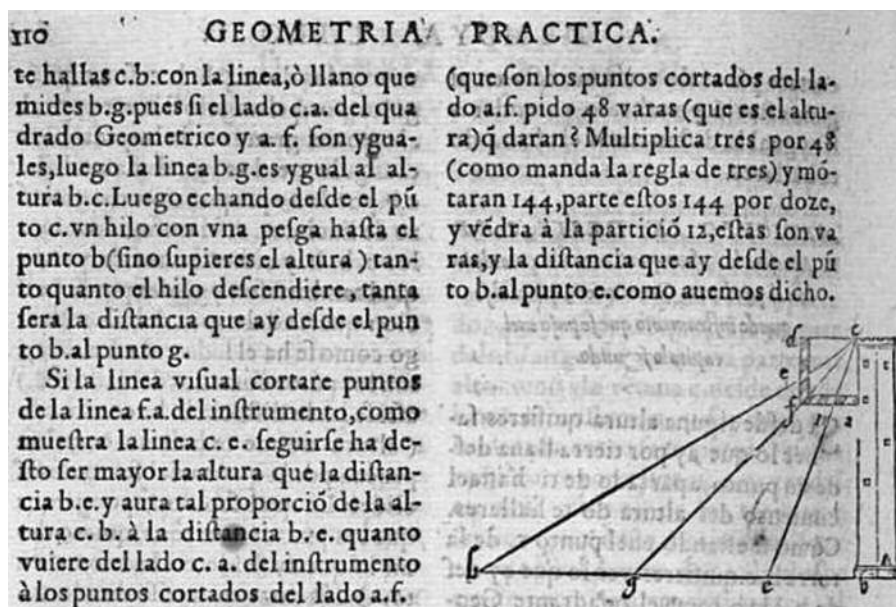 110 GEOMETRIA PRACTICA.
te hallas c.b.con la linea,ò llano que
mides b.g.pues ſi el lado c.a. del qua
drado Geometrico y a. f. ſon ygua-
les,luego la linea b.g.es ygual al al-
tura b.c.Luego echando deſde el pũ
to c.vn hilo con vna peſga haſta el
punto b(ſino ſupieres el altura ) tan-
to quanto el hilo deſcendiere, tanta
ſera la diſtancia que ay deſde el pun
to b.al punto g.
Si la linea viſual cortare puntos
de la linea f.a.del inſtrumento,como
mueſtra la linea c. e. ſeguirſe ha de-
ſto ſer mayor la altura que la diſtan-
cia b.e.y aura tal proporció de la al-
tura c. b. à la diſtancia b. e. quanto
vuiere del lado c. a. del inſtrumento
à los puntos cortados del lado a.f.
(que ſon los puntos cortados del la-
do a.f. pido 48 varas (que es el altu-
ra)q̃ daran? Multiplica tres por 48
(como manda la regla de tres) y mó-
taran 144,parte eſtos 144 por doze,
y védra à la partició 12,eſtas ſon va
ras,y la diſtancia que ay deſde el pũ
to b.al punto e.como auemos dicho.
d c
e
f a
g e b